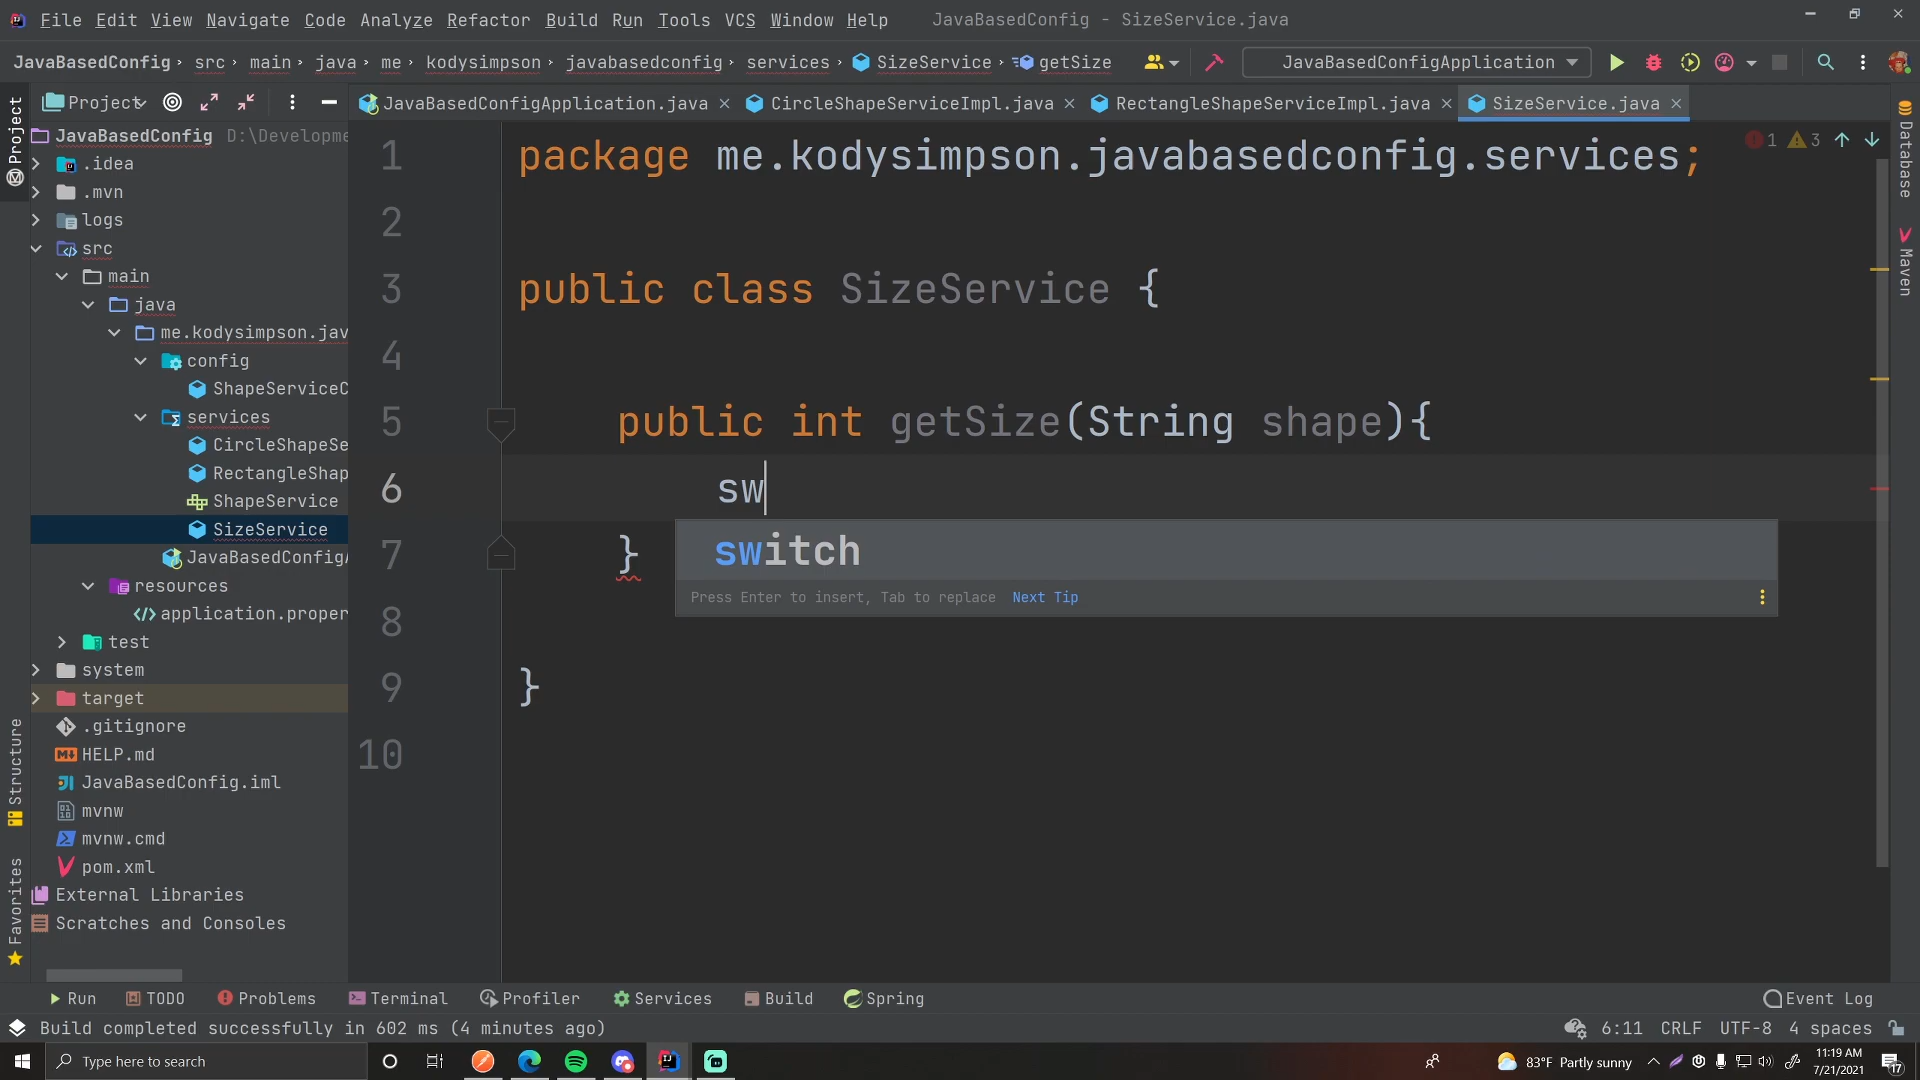 File Edit View Navigate Code Analyze Refactor Build Run Tools VCS Window Help JavaBasedConfig - SizeService.java
JavaBasedConfig src main java me kodysimpson javabasedconfig services SizeService getSize JavaBasedConfigApplication
Project JavaBasedConfigApplication.java CircleShapeServiceImpl.java RectangleShapeServiceImpl.java SizeService.java
Project
Structure
Favorites
Database
Maven
JavaBasedConfig D:\Developme
.idea
.mvn
logs
src
main
java
me.kodysimpson.jav
config
ShapeServiceC
services
CircleShapeSe
RectangleShap
ShapeService
SizeService
JavaBasedConfigA
resources
application.proper
test
system
target
.gitignore
HELP.md
JavaBasedConfig.iml
mvnw
mvnw.cmd
pom.xml
External Libraries
Scratches and Consoles
1 3
1 package me.kodysimpson.javabasedconfig.services;
2
3 public class SizeService {
4
5 public int getSize(String shape){
6 sw
switch
7 }
Press Enter to insert, Tab to replace Next Tip
8
9 }
10
Run TODO Problems Terminal Profiler Services Build Spring Event Log
Build completed successfully in 602 ms (4 minutes ago) 6:11 CRLF UTF-8 4 spaces
Type here to search 83°F Partly sunny 11:19 AM
7/21/2021 17